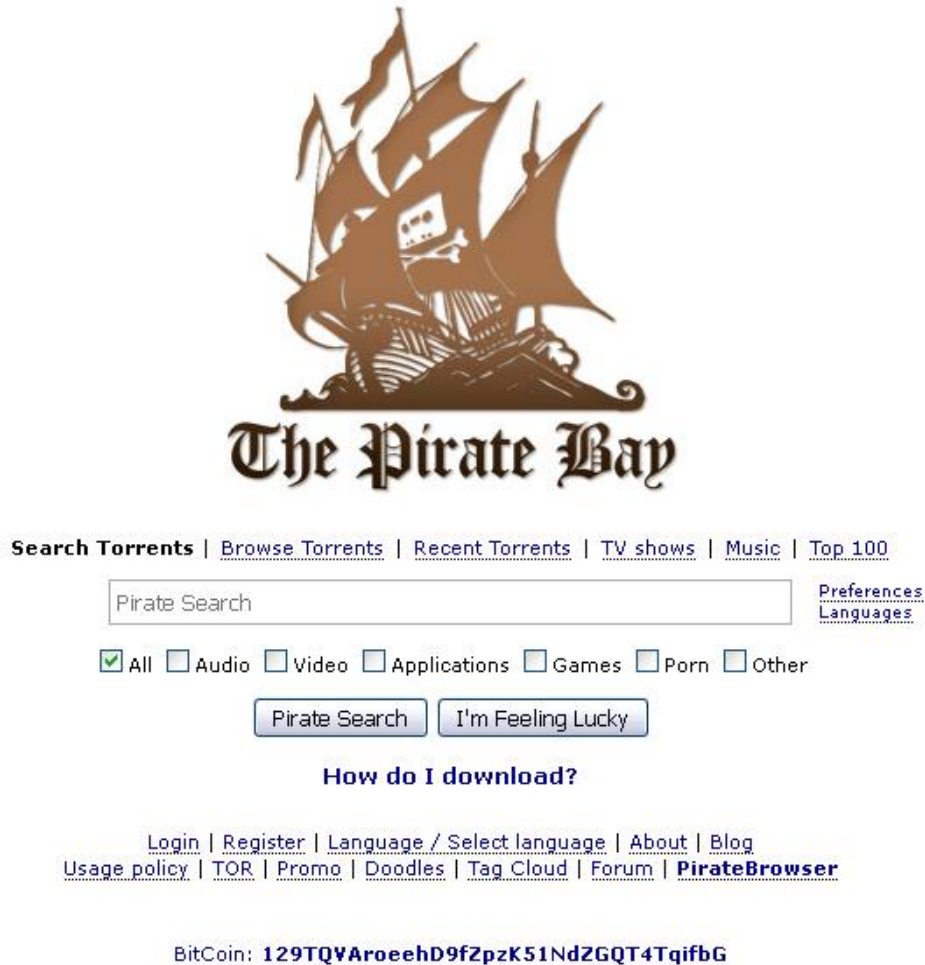 The Pirate Bay
Search Torrents | Browse Torrents | Recent Torrents | TV shows | Music | Top 100
Pirate Search
Preferences
Languages
All Audio Video Applications Games Porn Other
Pirate Search I'm Feeling Lucky
How do I download?
Login | Register | Language / Select language | About | Blog
Usage policy | TOR | Promo | Doodles | Tag Cloud | Forum | PirateBrowser
BitCoin: 129TQVAroeehD9fZpzK51NdZGQT4TqifbG